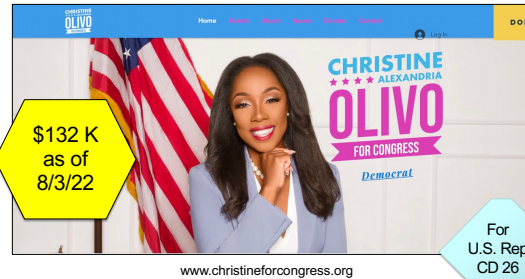 CHRISTINE
OLIVO
Home
Log In
DO
CHRISTINE
ALEXANDRIA
OLIVO
FOR CONGRESS
Democrat
$132 K
as of
8/3/22
For
U.S. Rep
CD 26
www.christineforcongress.org